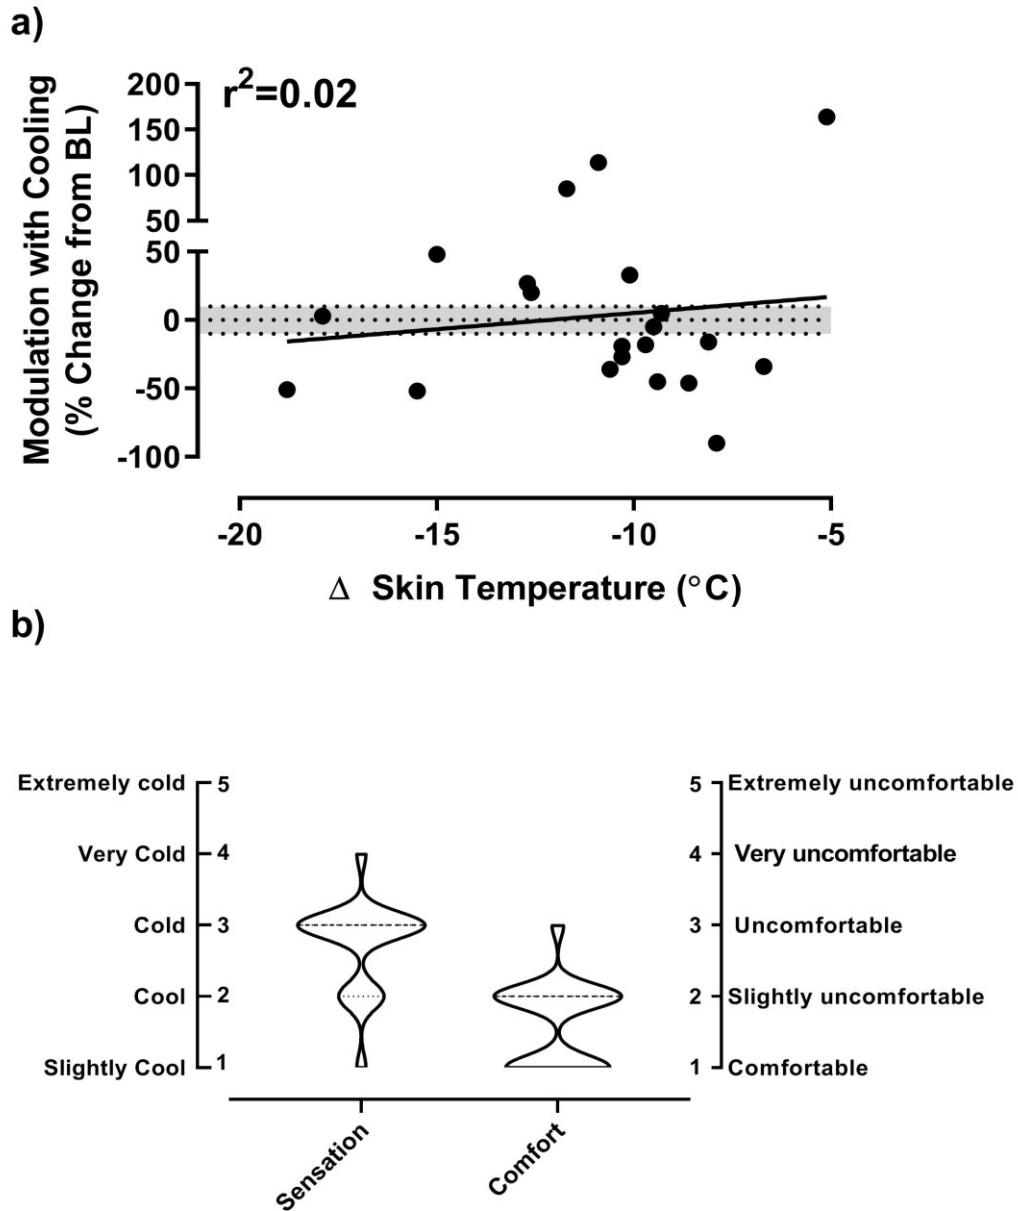 a)
r²=0.02
Modulation with Cooling
(% Change from BL)
200
150
100
50
50
0
-50
-100
-20 -15 -10 -5
Δ Skin Temperature (°C)
b)
Extremely cold 5
Very Cold 4
Cold 3
Cool 2
Slightly Cool 1
5 Extremely uncomfortable
4 Very uncomfortable
3 Uncomfortable
2 Slightly uncomfortable
1 Comfortable
Sensation
Comfort